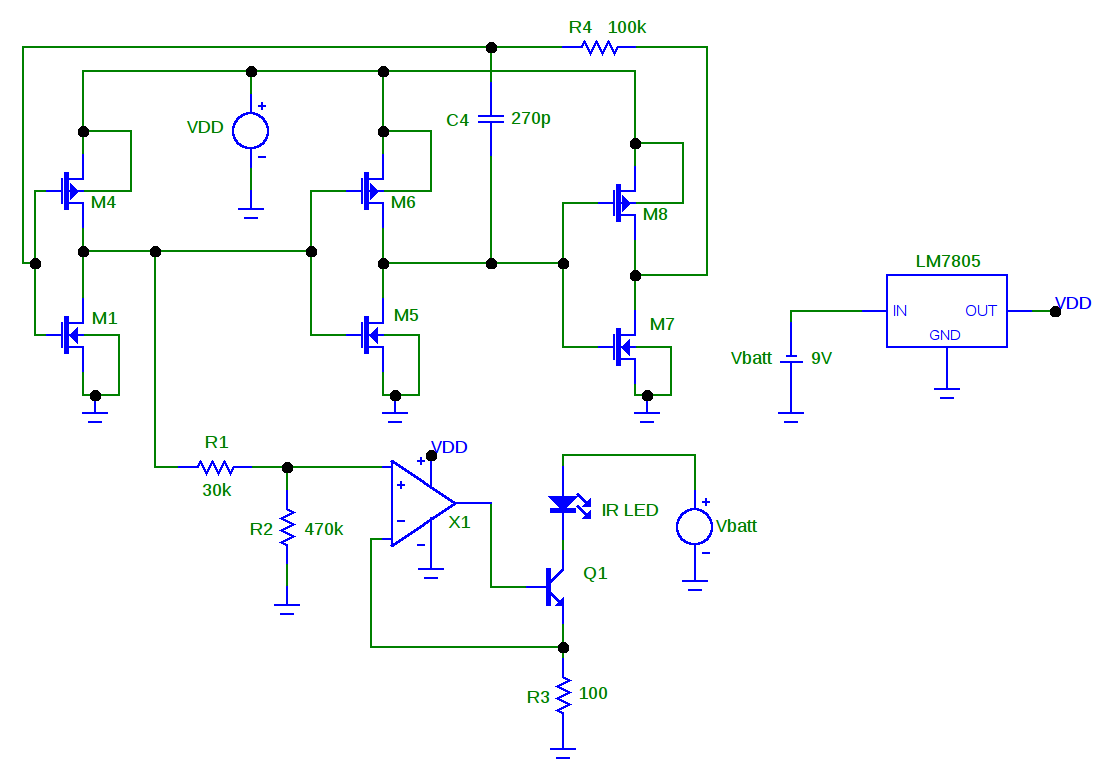 R4 100k
VDD
C4 270p
M4
M6
M8
LM7805
IN OUT
GND
VDD
M1
M5
M7
Vbatt 9V
R1
30k
VDD
+
+
-
-
X1
R2 470k
IR LED
+
-
Vbatt
Q1
R3 100
+
-